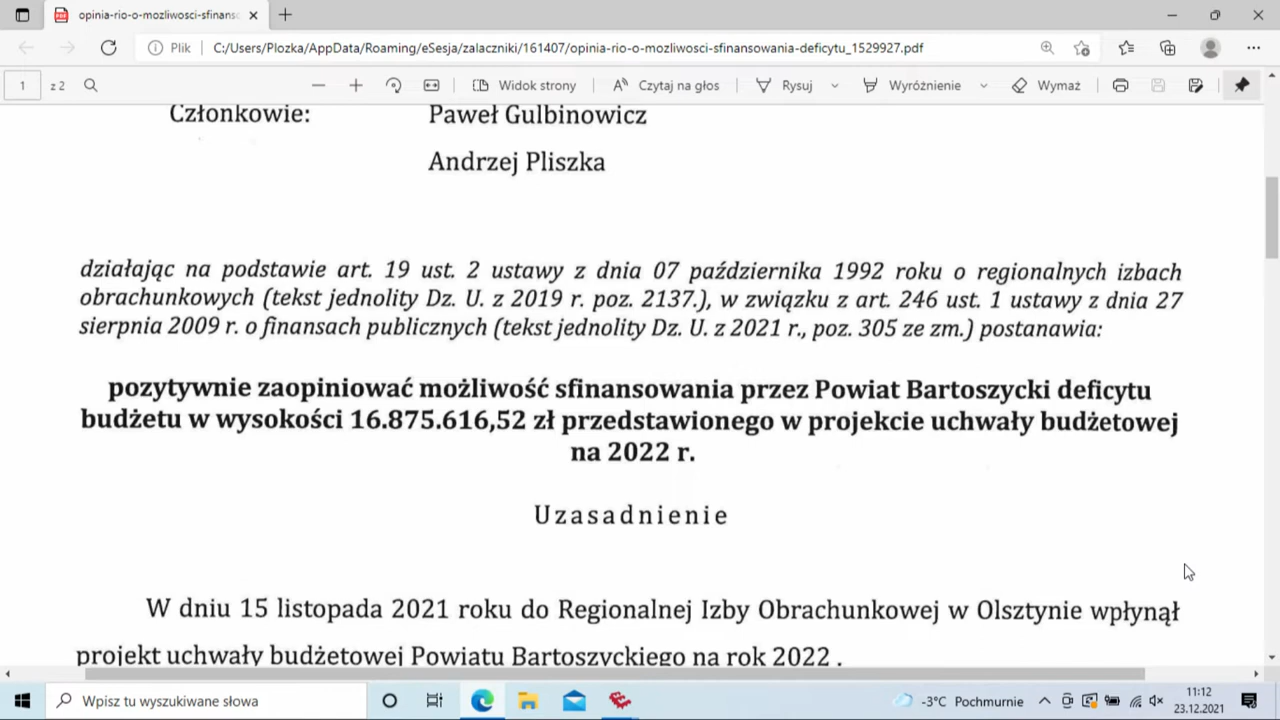 opinia-rio-o-mozliwosci-sfinans
Plik
C:/Users/Plozka/AppData/Roaming/eSesja/zalaczniki/161407/opinia-rio-o-mozliwosci-sfinansowania-deficytu_1529927.pdf
1 z 2 Widok strony Czytaj na głos Rysuj Wyróżnienie Wymaż
Członkowie: Paweł Gulbinowicz
Andrzej Pliszka
działając na podstawie art. 19 ust. 2 ustawy z dnia 07 października 1992 roku o regionalnych izbach
obrachunkowych (tekst jednolity Dz. U. z 2019 r. poz. 2137.), w związku z art. 246 ust. 1 ustawy z dnia 27
sierpnia 2009 r. o finansach publicznych (tekst jednolity Dz. U. z 2021 r., poz. 305 ze zm.) postanawia:
pozytywnie zaopiniować możliwość sfinansowania przez Powiat Bartoszycki deficytu
budżetu w wysokości 16.875.616,52 zł przedstawionego w projekcie uchwały budżetowej
na 2022 r.
Uzasadnienie
W dniu 15 listopada 2021 roku do Regionalnej Izby Obrachunkowej w Olsztynie wpłynął
projekt uchwały budżetowej Powiatu Bartoszyckiego na rok 2022 .
Wpisz tu wyszukiwane słowa
-3°C Pochmurnie
11:12
23.12.2021